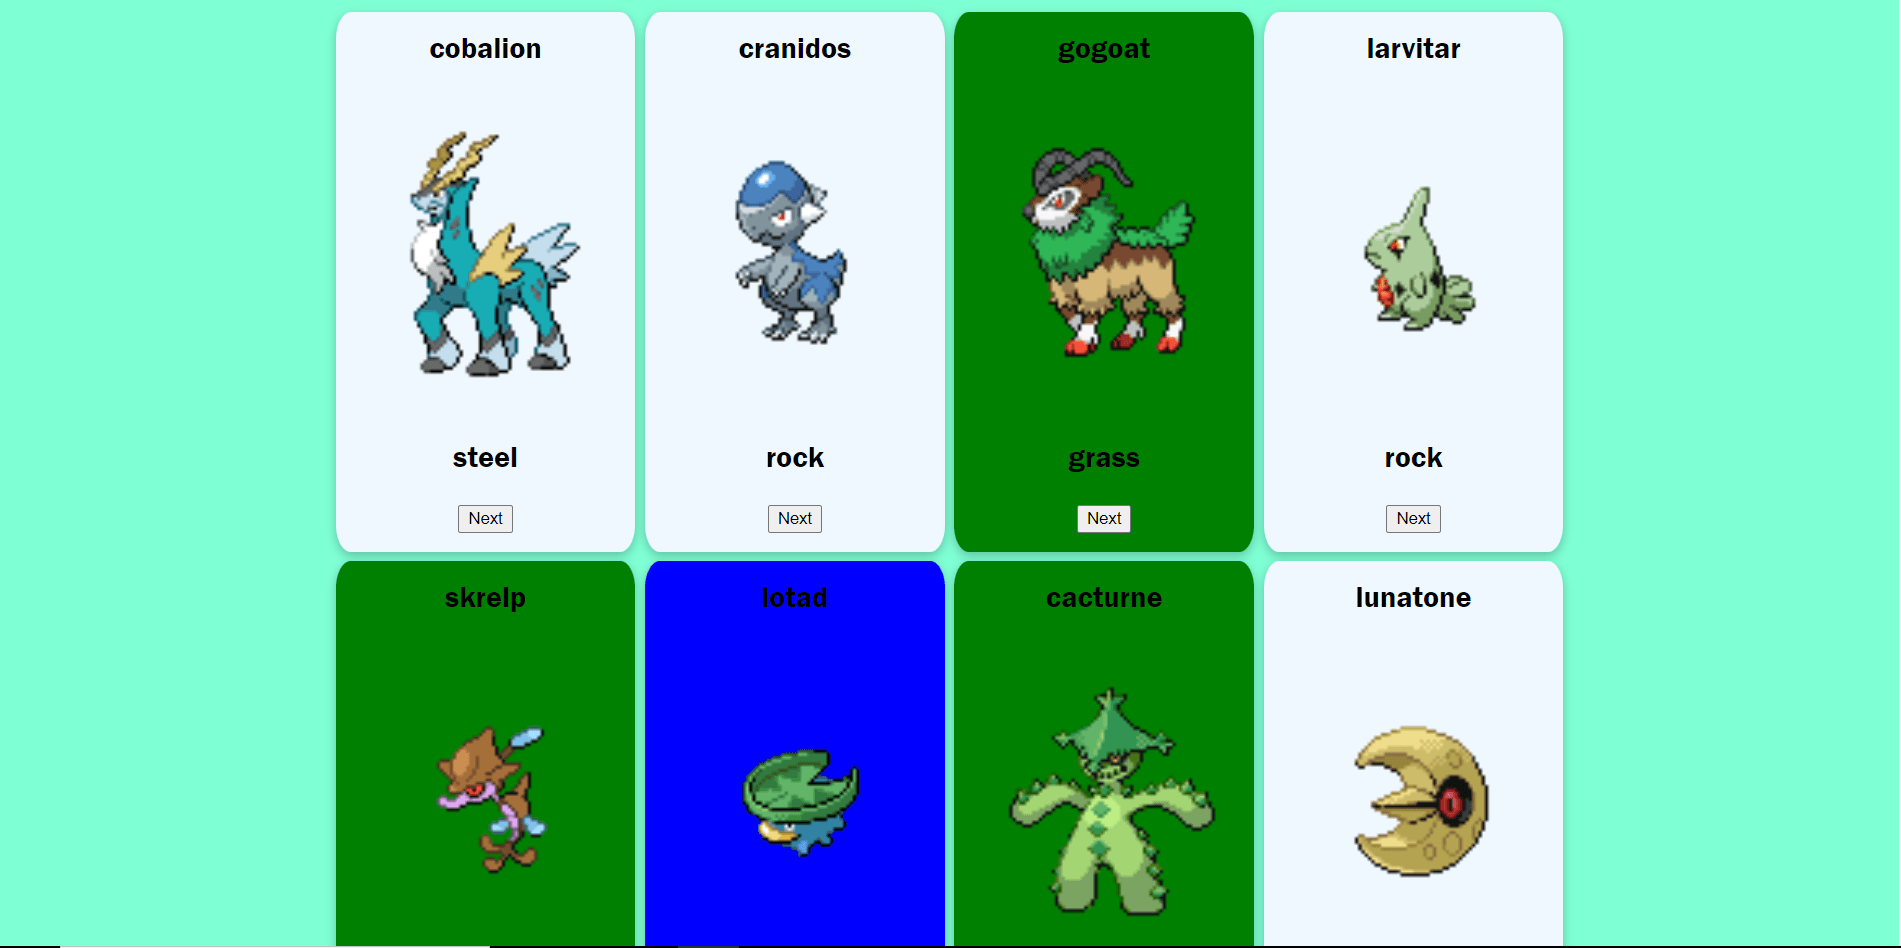 cobalion
cranidos
gogoat
larvitar
steel
rock
grass
rock
Next
Next
Next
Next
skrelp
lotad
cacturne
lunatone